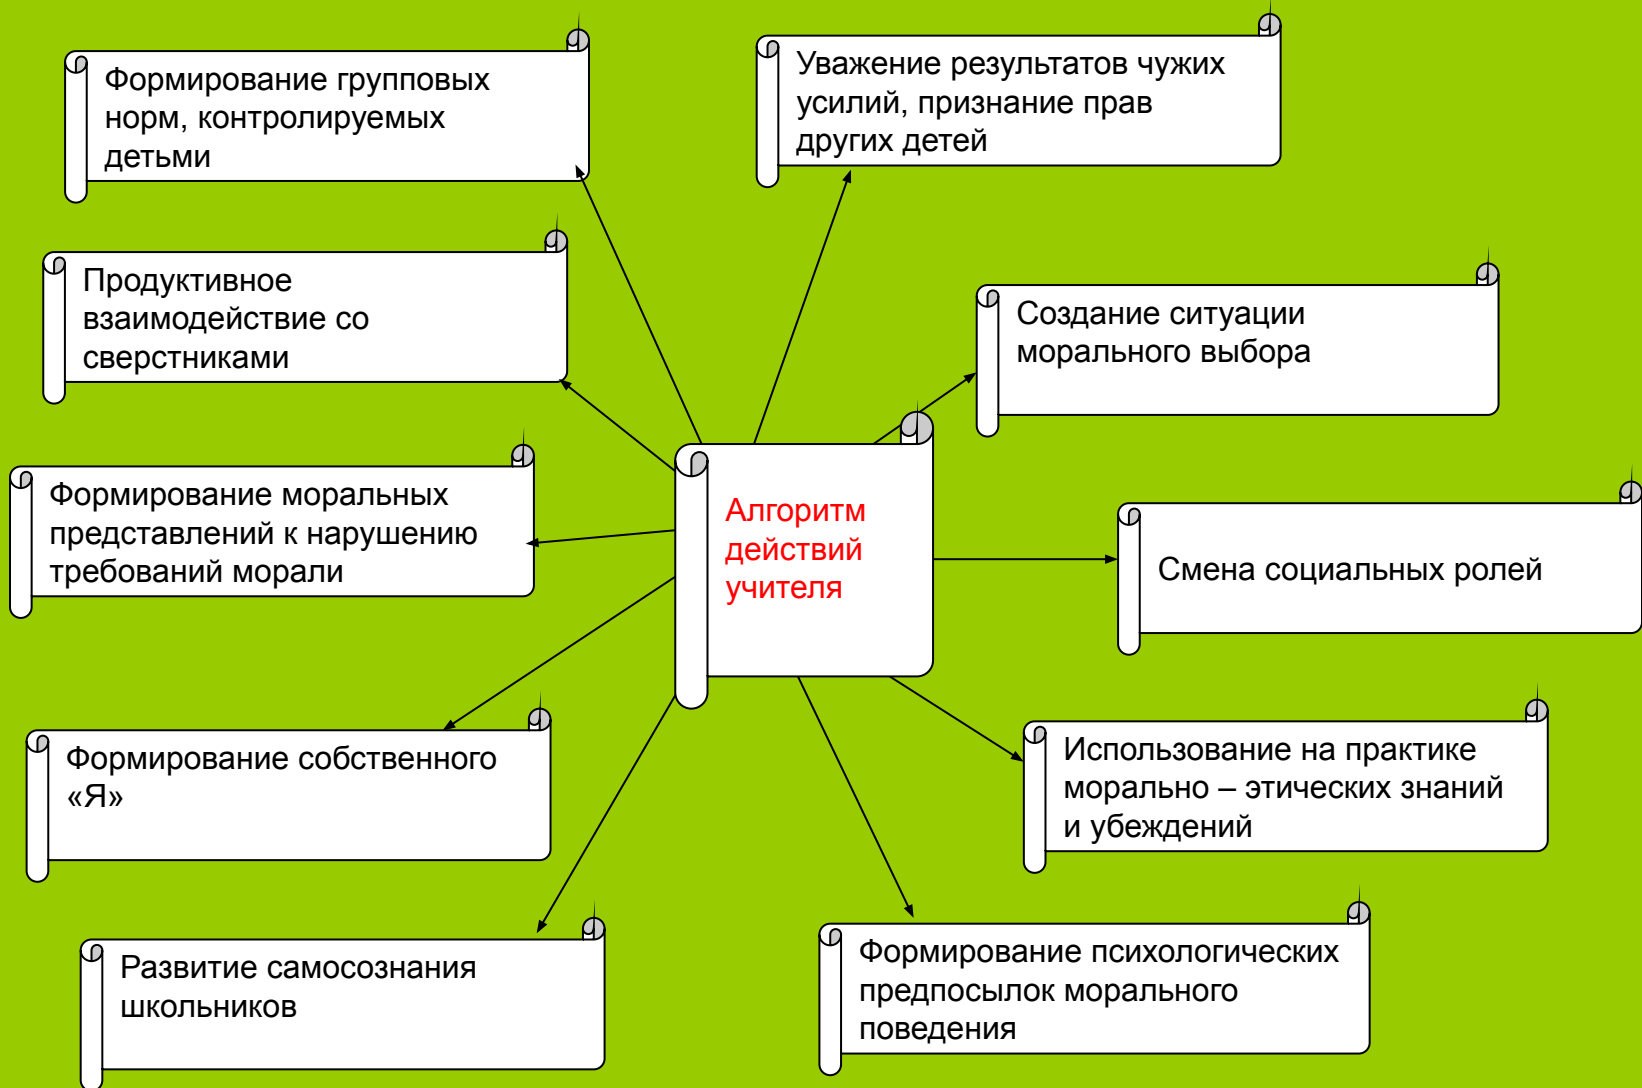 Формирование групповых
норм, контролируемых
детьми
Уважение результатов чужих
усилий, признание прав
других детей
Продуктивное
взаимодействие со
сверстниками
Создание ситуации
морального выбора
Формирование моральных
представлений к нарушению
требований морали
Алгоритм
действий
учителя
Смена социальных ролей
Формирование собственного
«Я»
Использование на практике
морально – этических знаний
и убеждений
Развитие самосознания
школьников
Формирование психологических
предпосылок морального
поведения